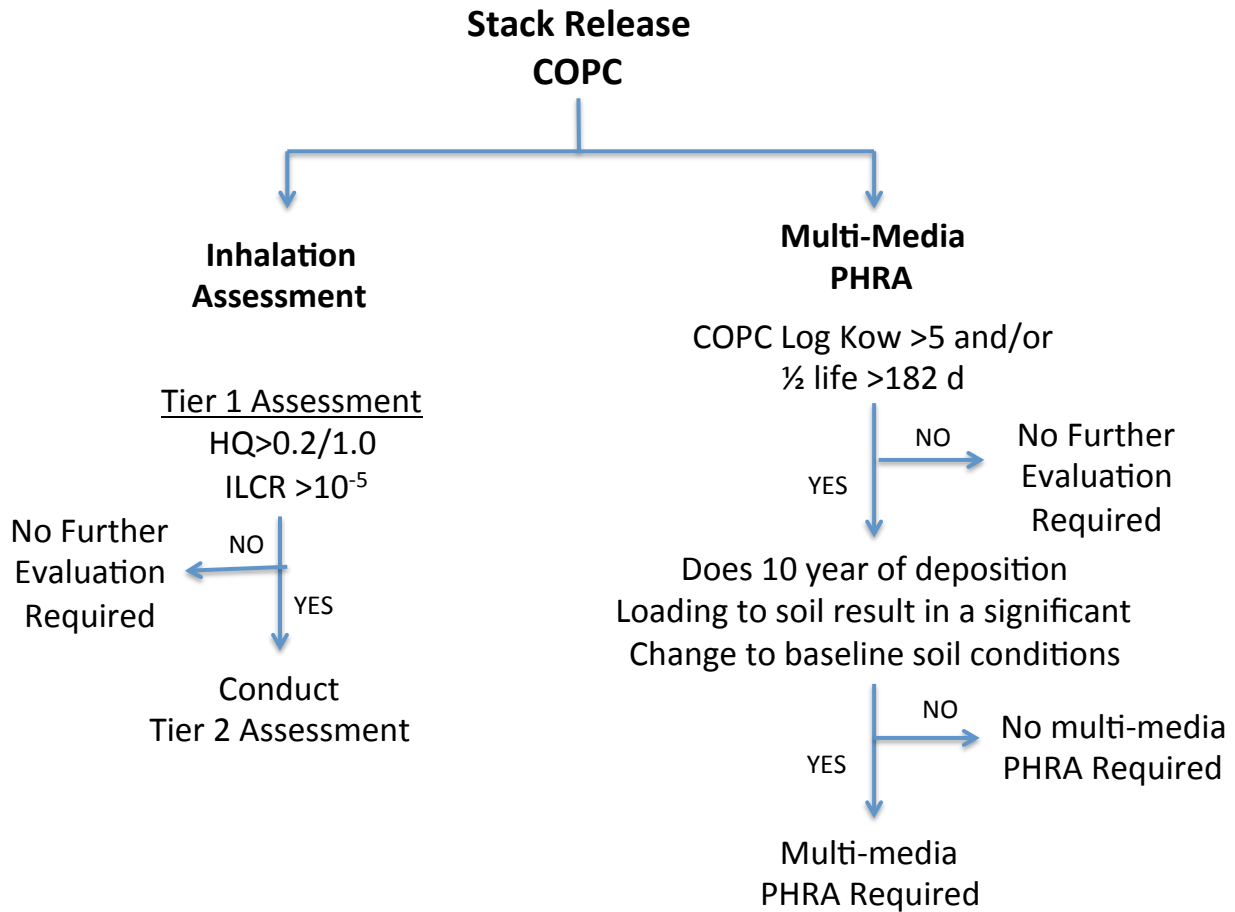 Stack Release
COPC
Inhalation
Assessment
Tier 1 Assessment
HQ>0.2/1.0
ILCR >10⁻⁵
NO
No Further
Evaluation
Required
YES
Conduct
Tier 2 Assessment
Multi-Media
PHRA
COPC Log Kow >5 and/or
½ life >182 d
NO
No Further
Evaluation
Required
YES
Does 10 year of deposition
Loading to soil result in a significant
Change to baseline soil conditions
NO
No multi-media
PHRA Required
YES
Multi-media
PHRA Required